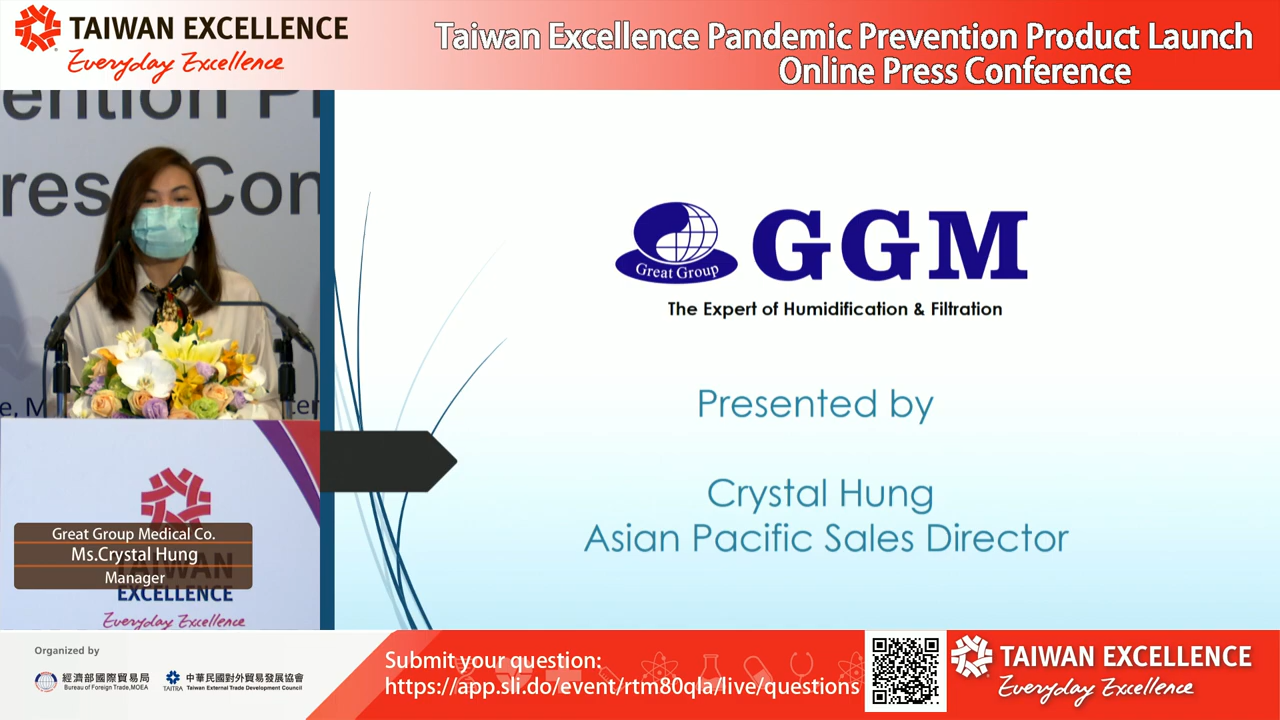 TAIWAN EXCELLENCE
Everyday Excellence
Taiwan Excellence Pandemic Prevention Product Launch
Online Press Conference
Great Group
GGM
The Expert of Humidification & Filtration
Presented by
Crystal Hung
Asian Pacific Sales Director
Great Group Medical Co.
Ms.Crystal Hung
Manager
EXCELLENCE
Everyday Excellence
Organized by
經濟部國際貿易局
Bureau of Foreign Trade,MOEA
TAITRA
中華民國對外貿易發展協會
Taiwan External Trade Development Council
Submit your question:
https://app.sli.do/event/rtm80qla/live/questions
TAIWAN EXCELLENCE
Everyday Excellence